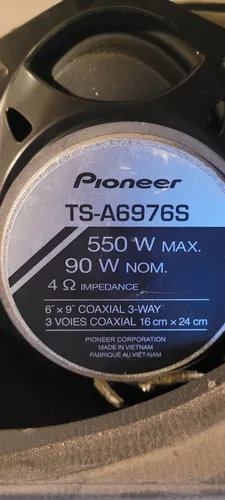 Pioneer
TS-A6976S
550 W MAX.
90 W NOM.
4 Ω IMPEDANCE
6" x 9" COAXIAL 3-WAY
3 VOIES COAXIAL 16 cm x 24 cm
PIONEER CORPORATION
MADE IN VIETNAM
FABRIQUÉ AU VIÊT-NAM